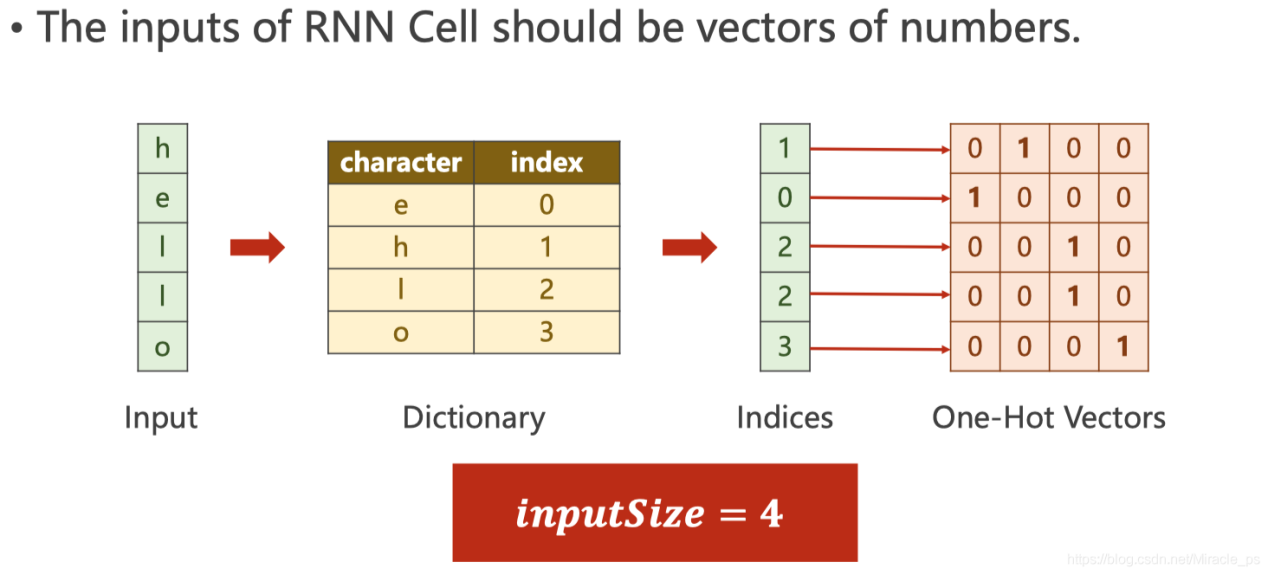 • The inputs of RNN Cell should be vectors of numbers.
h
e
l
l
o
Input
character index
e 0
h 1
l 2
o 3
Dictionary
1
0
2
2
3
Indices
0 1 0 0
1 0 0 0
0 0 1 0
0 0 1 0
0 0 0 1
One-Hot Vectors
inputSize = 4
https://blog.csdn.net/Miracle_ps